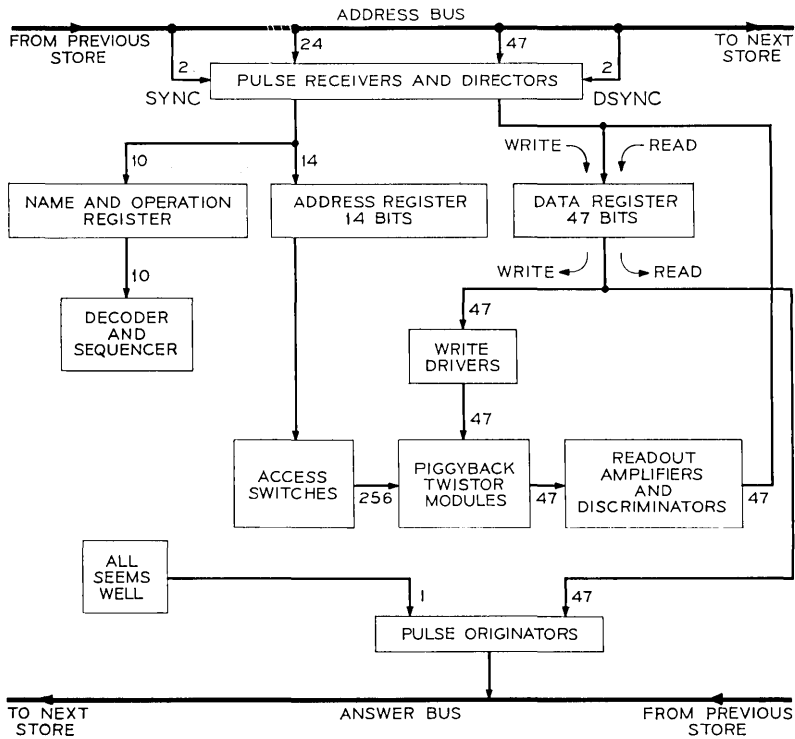 ADDRESS BUS
FROM PREVIOUS
STORE
TO NEXT
STORE
24
47
2
2
SYNC
PULSE RECEIVERS AND DIRECTORS
DSYNC
10
14
WRITE
READ
NAME AND OPERATION
REGISTER
ADDRESS REGISTER
14 BITS
DATA REGISTER
47 BITS
10
WRITE
READ
DECODER
AND
SEQUENCER
47
WRITE
DRIVERS
47
ACCESS
SWITCHES
256
PIGGYBACK
TWISTOR
MODULES
47
READOUT
AMPLIFIERS
AND
DISCRIMINATORS
47
ALL
SEEMS
WELL
1
47
PULSE ORIGINATORS
TO NEXT
STORE
ANSWER BUS
FROM PREVIOUS
STORE